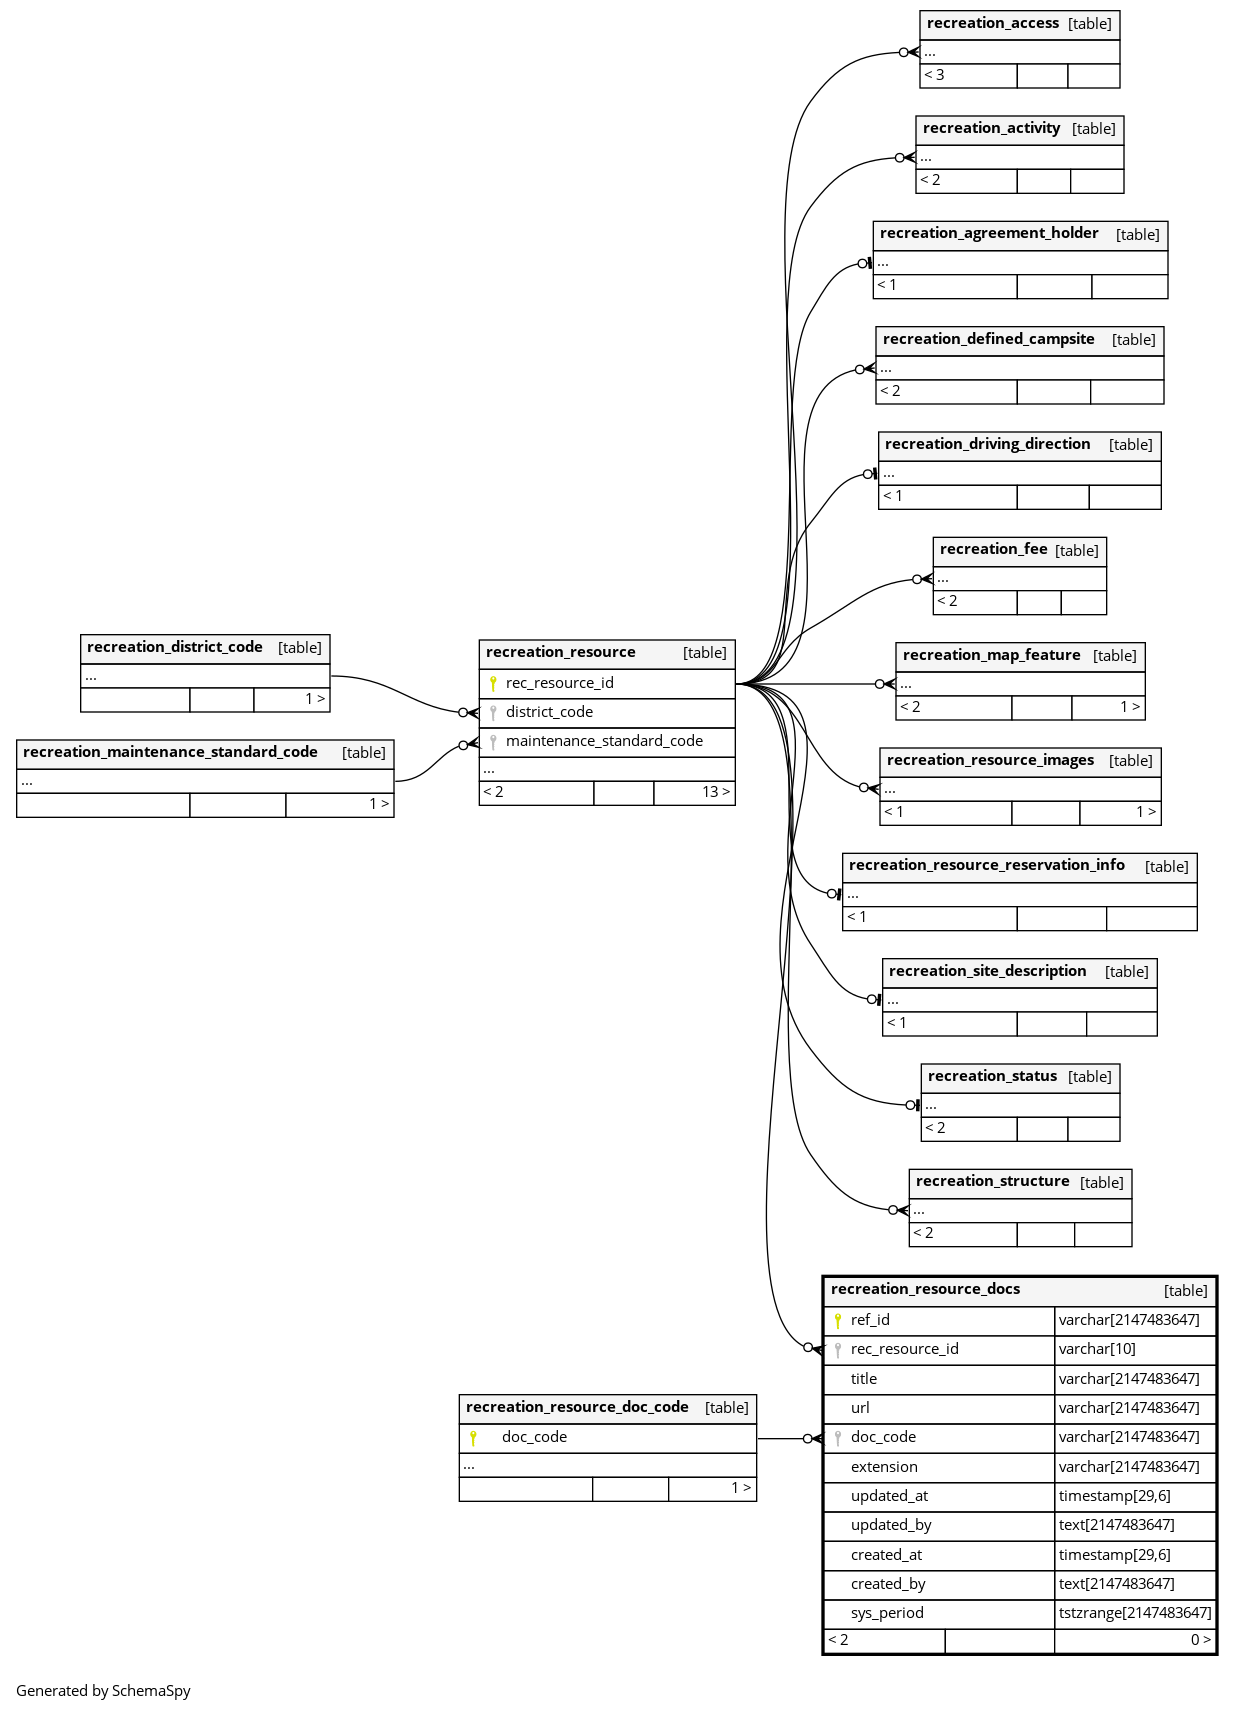 recreation_access [table]
...
< 3
recreation_activity [table]
...
< 2
recreation_agreement_holder [table]
...
< 1
recreation_defined_campsite [table]
...
< 2
recreation_driving_direction [table]
...
< 1
recreation_fee [table]
...
< 2
recreation_district_code [table]
...
1 >
recreation_maintenance_standard_code [table]
...
1 >
recreation_resource [table]
rec_resource_id
district_code
maintenance_standard_code
...
< 2 13 >
recreation_map_feature [table]
...
< 2 1 >
recreation_resource_images [table]
...
< 1 1 >
recreation_resource_reservation_info [table]
...
< 1
recreation_site_description [table]
...
< 1
recreation_status [table]
...
< 2
recreation_structure [table]
...
< 2
recreation_resource_doc_code [table]
doc_code
...
1 >
recreation_resource_docs [table]
ref_id varchar[2147483647]
rec_resource_id varchar[10]
title varchar[2147483647]
url varchar[2147483647]
doc_code varchar[2147483647]
extension varchar[2147483647]
updated_at timestamp[29,6]
updated_by text[2147483647]
created_at timestamp[29,6]
created_by text[2147483647]
sys_period tstzrange[2147483647]
< 2 0 >
Generated by SchemaSpy